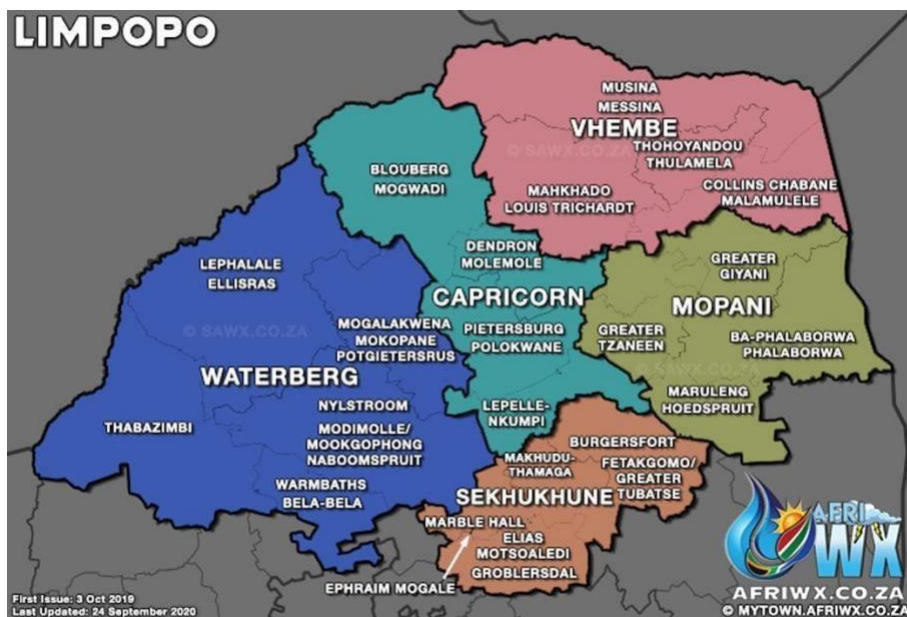 LIMPOPO
MUSINA
MESSINA
VHEMBE
© SAWX.CO.ZA
THOHOYANDOU
THULAMELA
BLOUBERG
MOGWADI
MAHKHADO
LOUIS TRICHARDT
COLLINS CHABANE
MALAMULELE
DENDRON
MOLEMOLE
GREATER
GIYANI
LEPHALALE
ELLISRAS
CAPRICORN
MOPANI
© SAWX.CO.ZA
MOGALAKWENA
MOKOPANE
POTGIETERSRUS
PIETERSBURG
POLOKWANE
GREATER
TZANEEN
BA-PHALABORWA
PHALABORWA
© SAWX.CO.ZA
WATERBERG
MARULENG
HOEDSPRUIT
NYLSTROOM
LEPELLE-
NKUMPI
THABAZIMBI
MODIMOLLE/
MOOKGOPHONG
NABOOMSPRUIT
BURGERSFORT
MAKHUDU-
THAMAGA
FETAKGOMO/
GREATER
TUBATSE
WARMBATHS
BELA-BELA
SEKHUKHUNE
MARBLE HALL
ELIAS
MOTSOALEDI
GROBLERSDAL
EPHRAIM MOGALE
AFRI
WX
AFRIWX.CO.ZA
© MYTOWN.AFRIWX.CO.ZA
First Issue: 3 Oct 2019
Last Updated: 24 September 2020